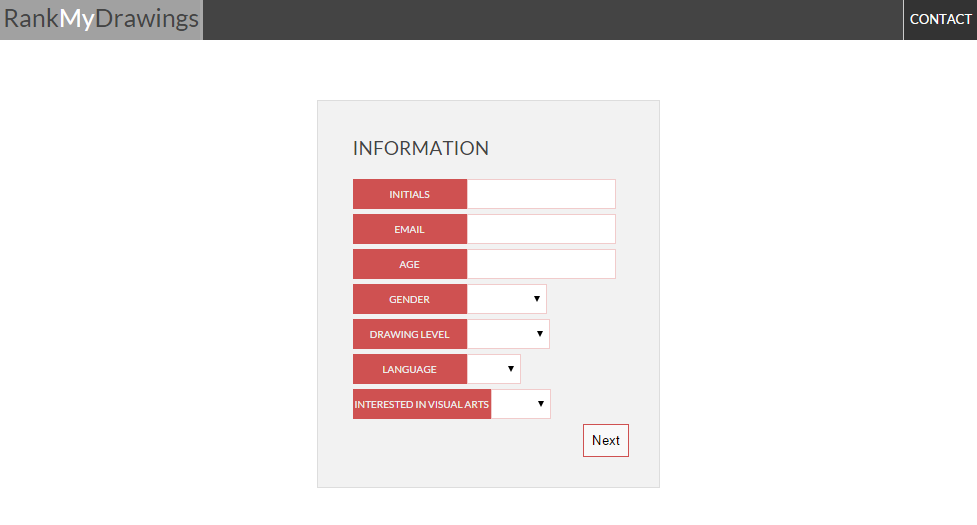 RankMyDrawings
CONTACT
INFORMATION
INITIALS
EMAIL
AGE
GENDER
DRAWING LEVEL
LANGUAGE
INTERESTED IN VISUAL ARTS
Next